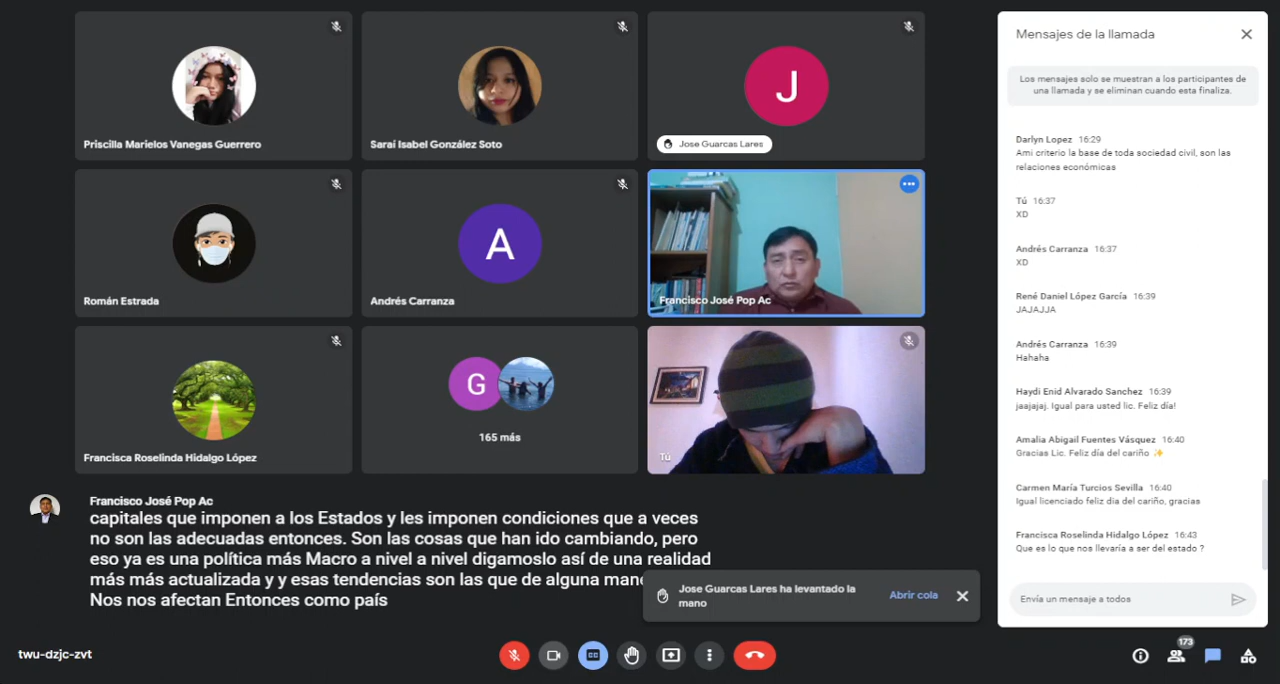 Priscilla Marielos Vanegas Guerrero
Saraí Isabel González Soto
J
Jose Guarcas Lares
Román Estrada
A
Andrés Carranza
Francisco José Pop Ac
Francisca Roselinda Hidalgo López
G
165 más
Tú
Francisco José Pop Ac
capitales que imponen a los Estados y les imponen condiciones que a veces
no son las adecuadas entonces. Son las cosas que han ido cambiando, pero
eso ya es una política más Macro a nivel a nivel digamoslo así de una realidad
más más actualizada y y esas tendencias son las que de alguna mane
Nos nos afectan Entonces como país
Jose Guarcas Lares ha levantado la
mano
Abrir cola
twu-dzjc-zvt
173
Mensajes de la llamada
Los mensajes solo se muestran a los participantes de
una llamada y se eliminan cuando esta finaliza.
Darlyn Lopez 16:29
Ami criterio la base de toda sociedad civil, son las
relaciones económicas
Tú 16:37
XD
Andrés Carranza 16:37
XD
René Daniel López García 16:39
JAJAJJA
Andrés Carranza 16:39
Hahaha
Haydi Enid Alvarado Sanchez 16:39
jaajajaj. Igual para usted lic. Feliz día!
Amalia Abigail Fuentes Vásquez 16:40
Gracias Lic. Feliz día del cariño ✨
Carmen María Turcios Sevilla 16:40
Igual licenciado feliz dia del cariño, gracias
Francisca Roselinda Hidalgo López 16:43
Que es lo que nos llevaría a ser del estado ?
Envía un mensaje a todos